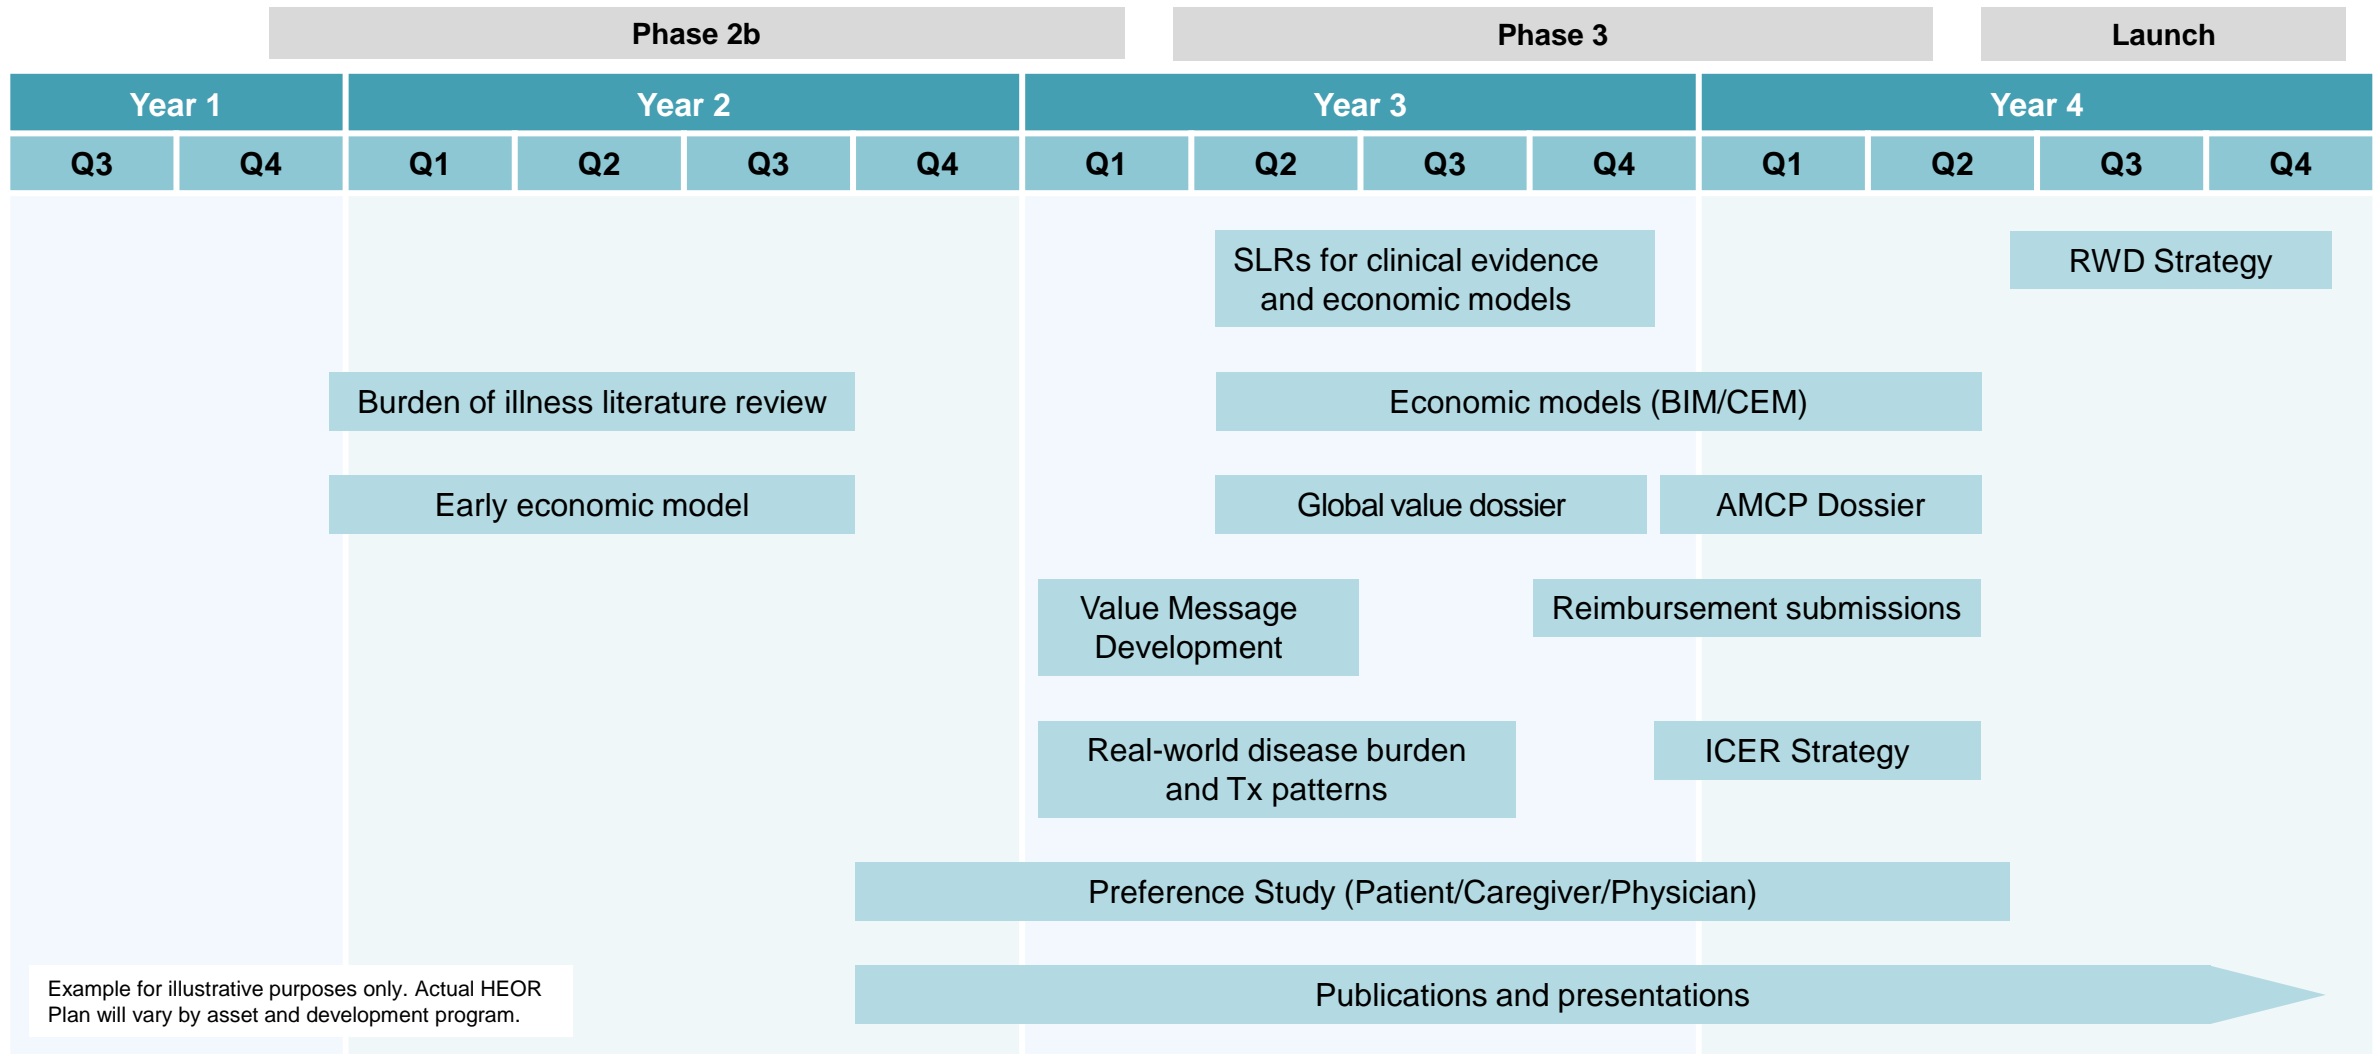 Phase 2b
Phase 3
Launch
Year 1
Year 2
Year 3
Year 4
Q3
Q4
Q1
Q2
Q3
Q4
Q1
Q2
Q3
Q4
Q1
Q2
Q3
Q4
SLRs for clinical evidence
and economic models
RWD Strategy
Burden of illness literature review
Economic models (BIM/CEM)
Early economic model
Global value dossier
AMCP Dossier
Value Message
Development
Reimbursement submissions
Real-world disease burden
and Tx patterns
ICER Strategy
Preference Study (Patient/Caregiver/Physician)
Publications and presentations
Example for illustrative purposes only. Actual HEOR
Plan will vary by asset and development program.